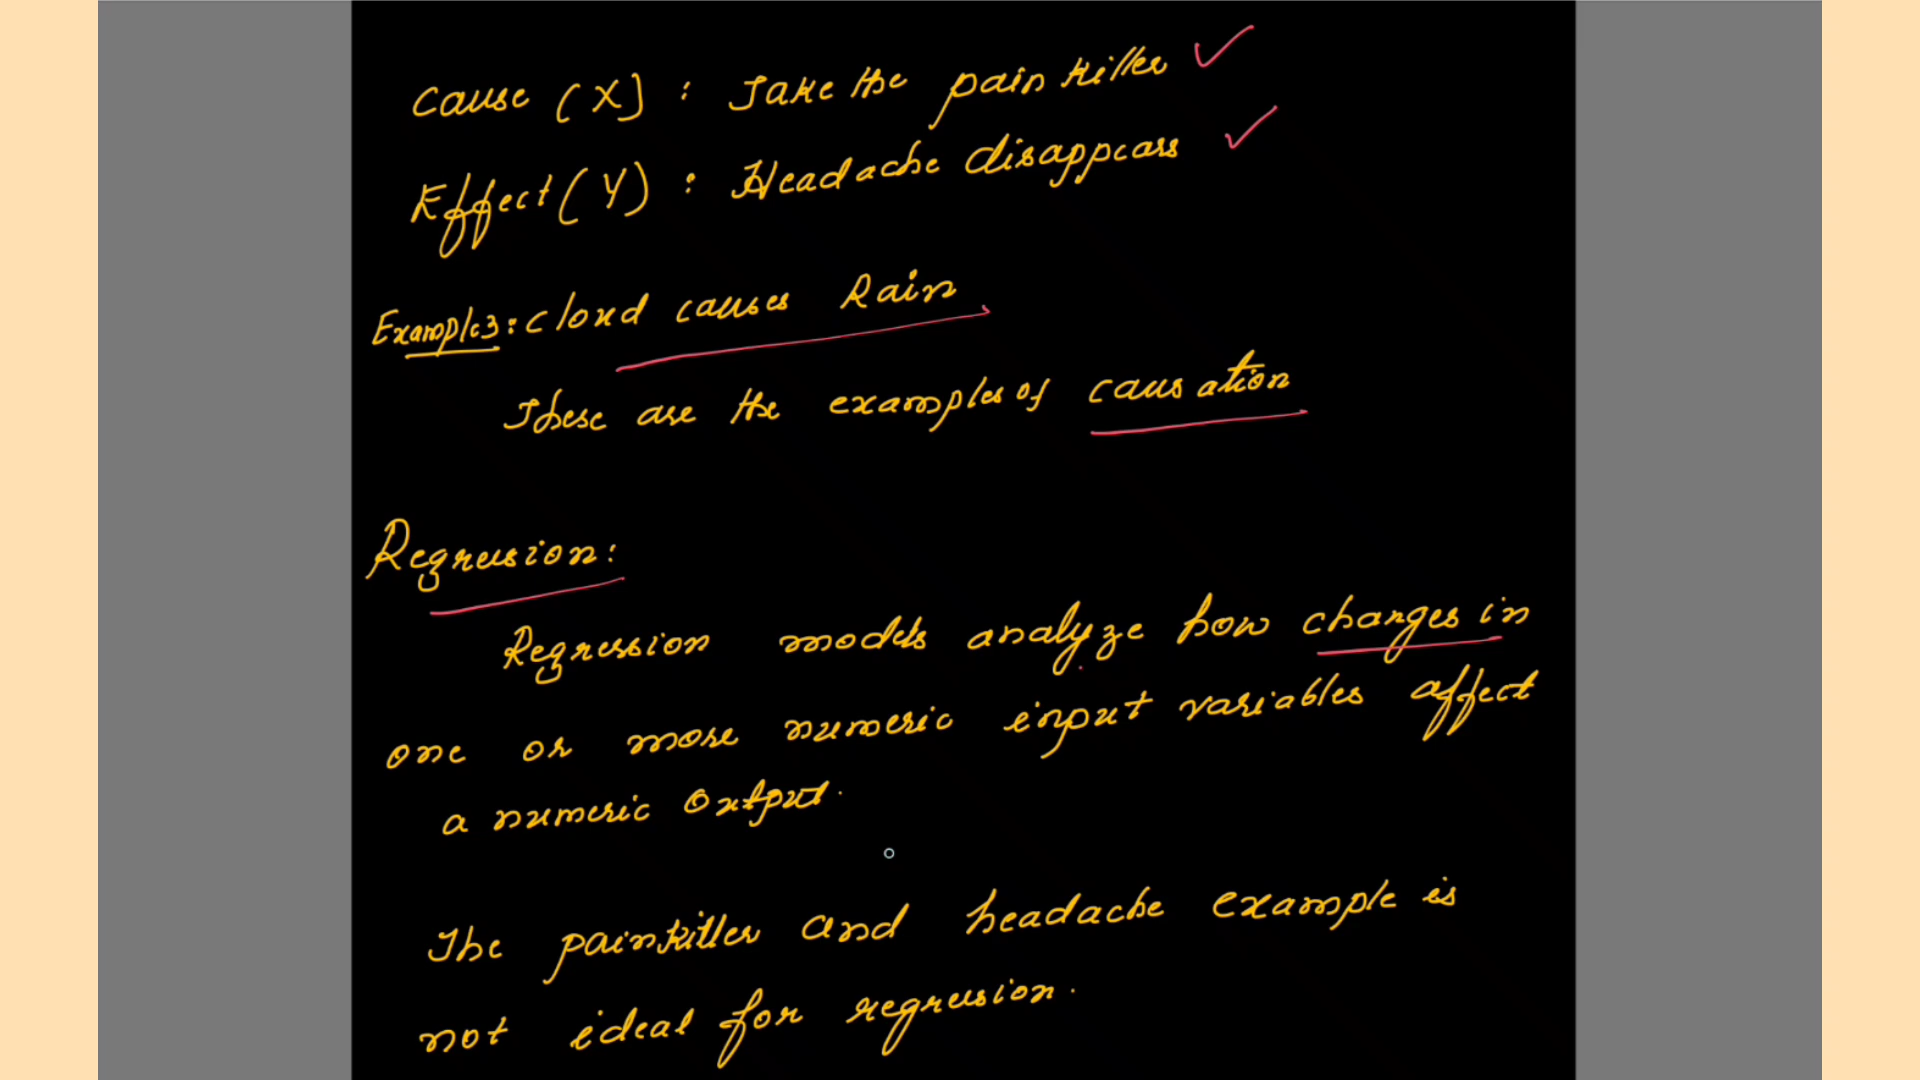 Cause (X) : Take the pain killer
Effect (Y) : Headache disappears
Example3: cloud causes Rain
These are the examples of causation
Regression:
Regression models analyze how changes in
one or more numeric input variables affect
a numeric output.
The painkiller and headache example is
not ideal for regression.